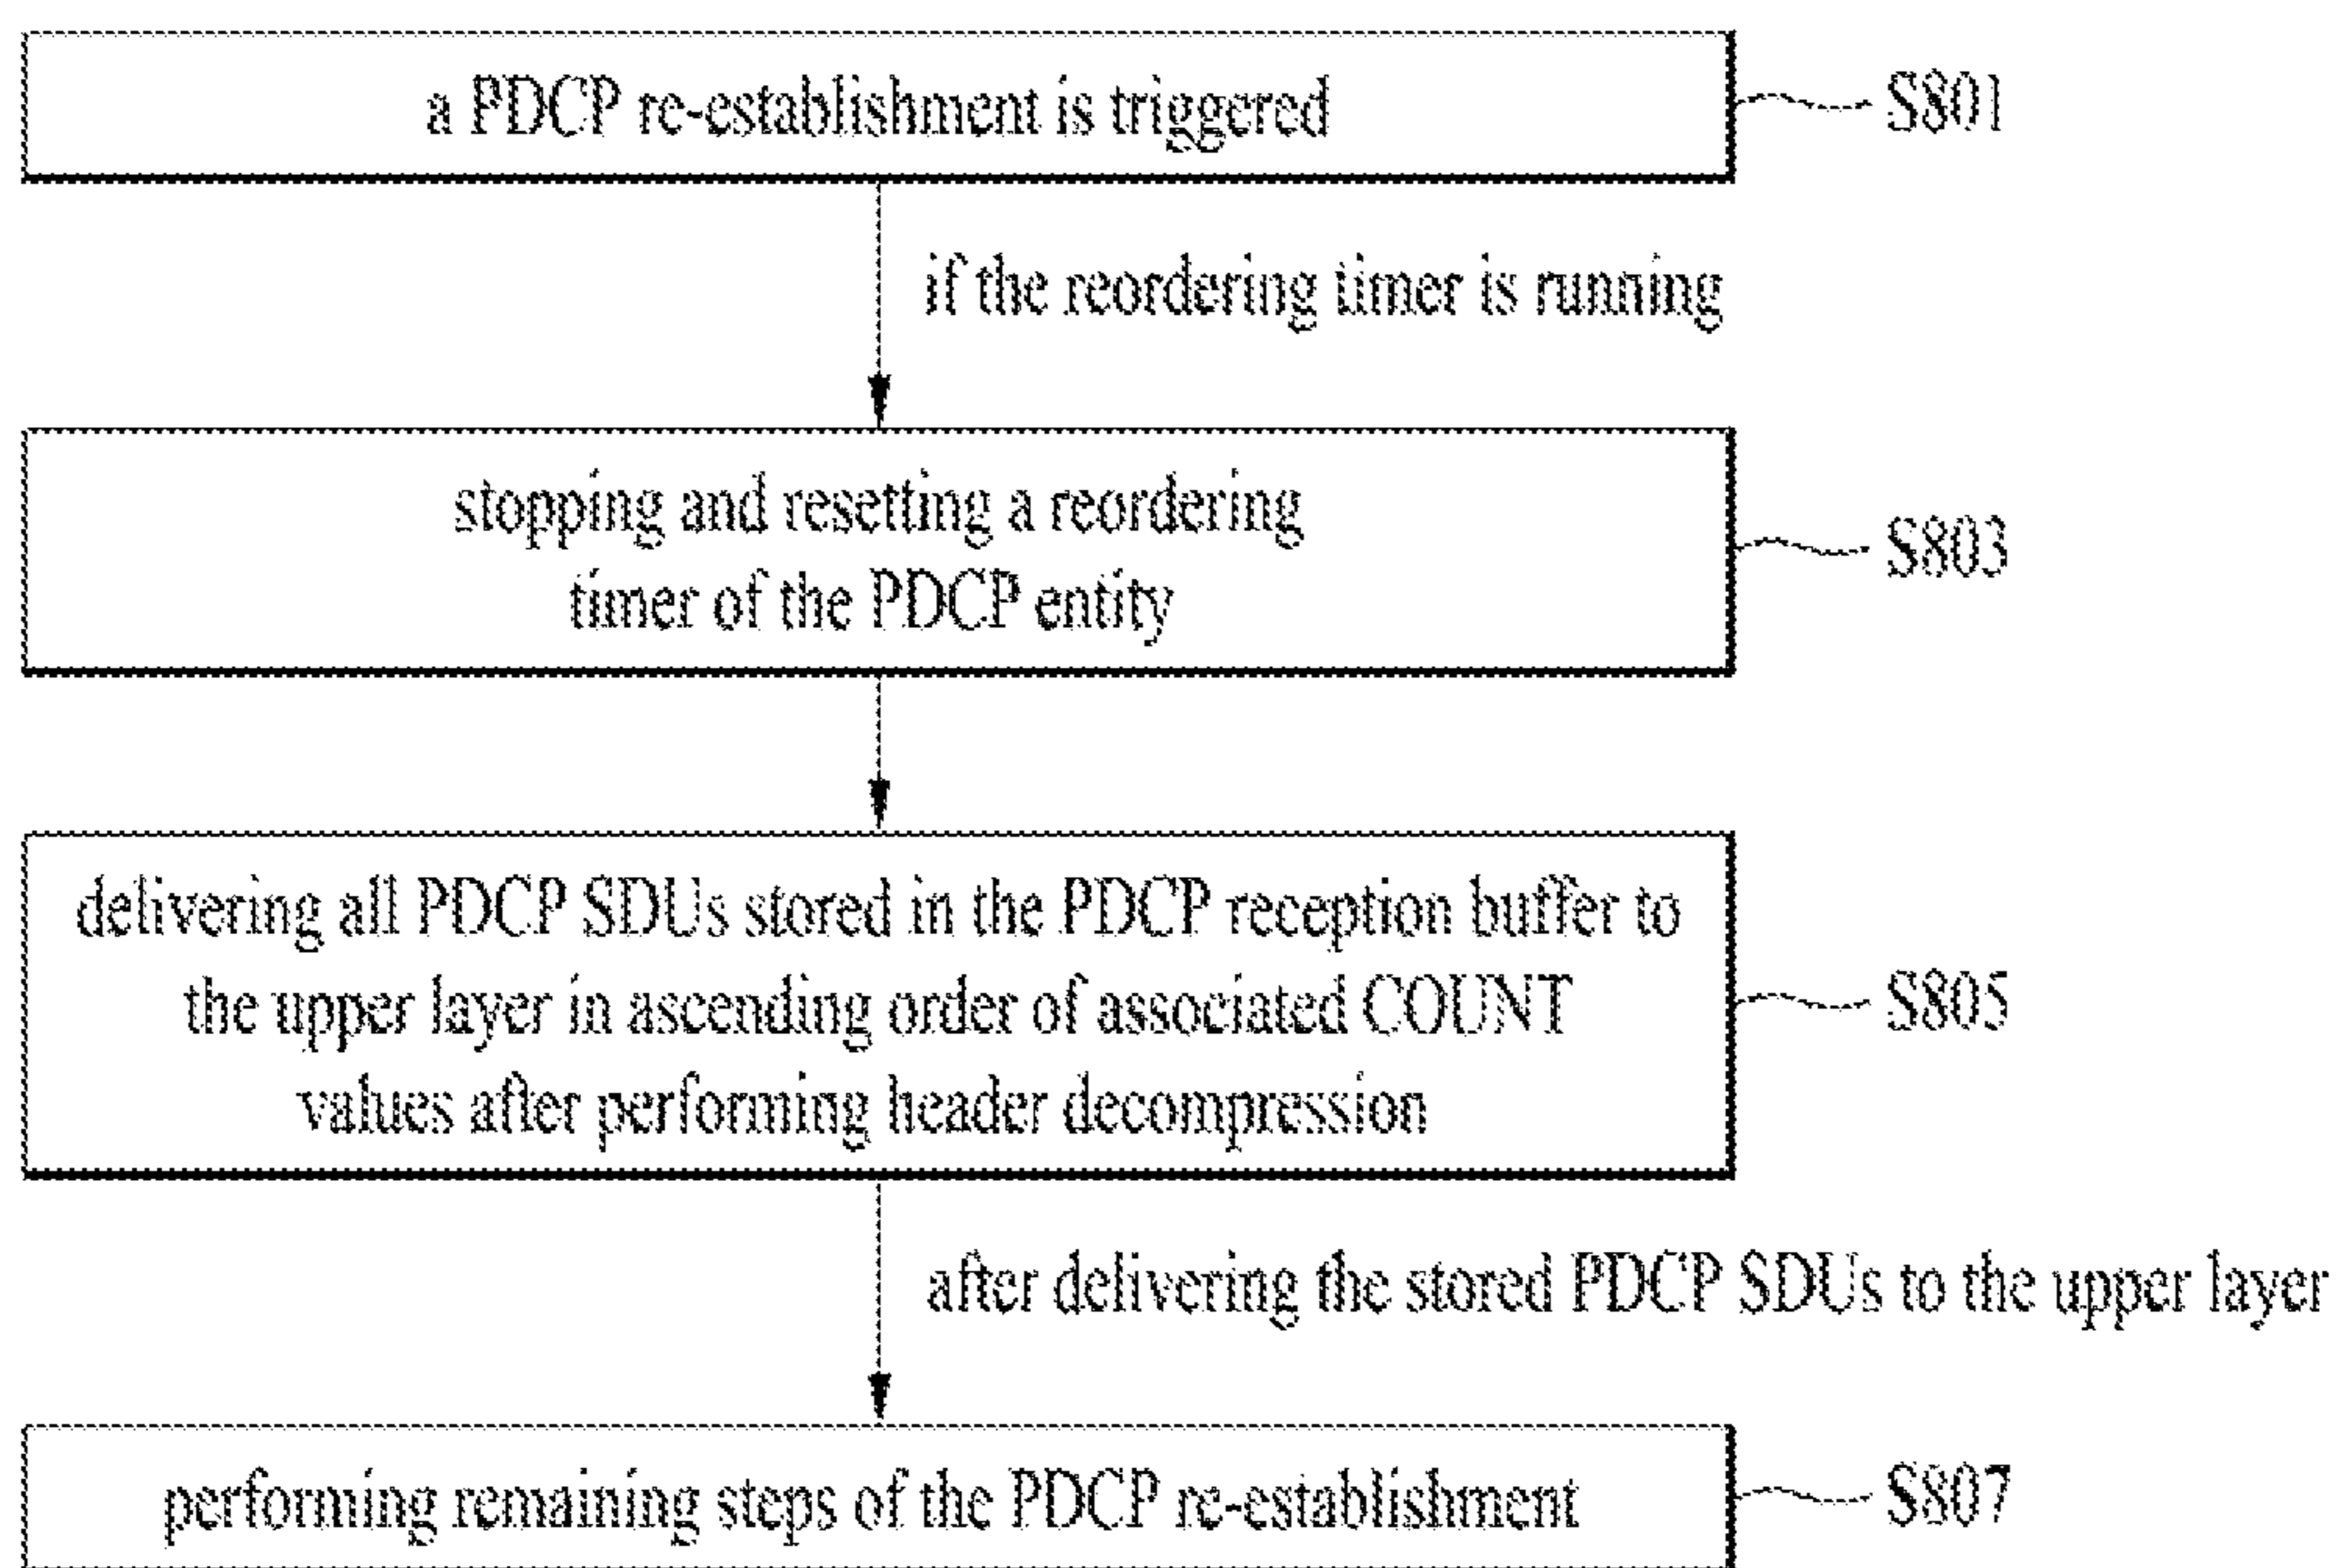 a PDCP re-establishment is triggered
S801
if the reordering timer is running
stopping and resetting a reordering
timer of the PDCP entity
S803
delivering all PDCP SDUs stored in the PDCP reception buffer to
the upper layer in ascending order of associated COUNT
values after performing header decompression
S805
after delivering the stored PDCP SDUs to the upper layer
performing remaining steps of the PDCP re-establishment
S807